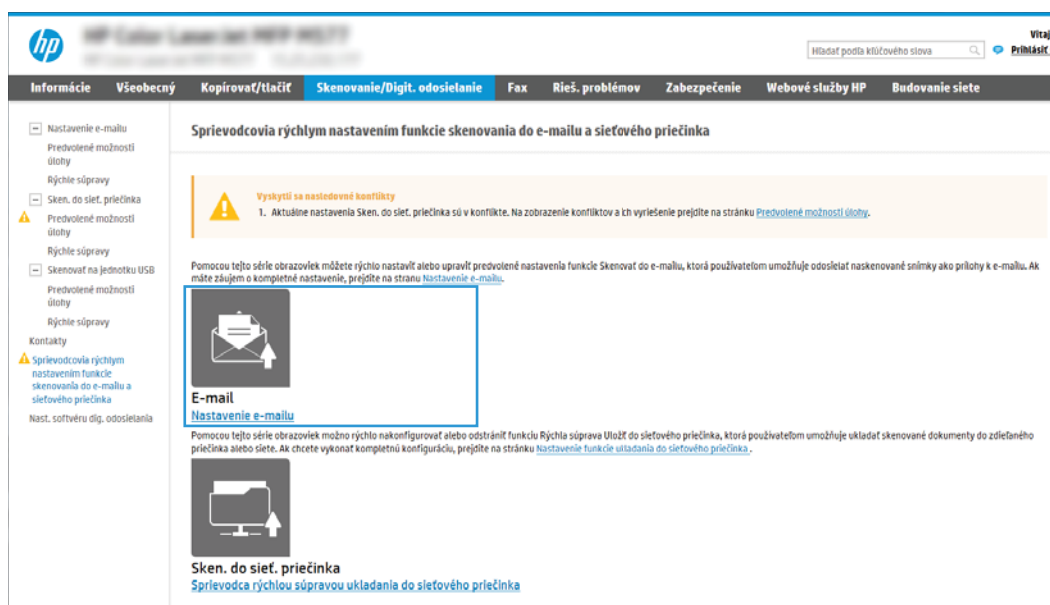 hp
Vitaj
Hľadať podľa kľúčového slova
Prihlásiť
Informácie Všeobecný Kopírovať/tlačiť Skenovanie/Digit. odosielanie Fax Rieš. problémov Zabezpečenie Webové služby HP Budovanie siete
Nastavenie e-mailu
Predvolené možnosti
úlohy
Rýchle súpravy
Sken. do sieť. priečinka
Predvolené možnosti
úlohy
Rýchle súpravy
Skenovať na jednotku USB
Predvolené možnosti
úlohy
Rýchle súpravy
Kontakty
Sprievodcovia rýchlym
nastavením funkcie
skenovania do e-mailu a
sieťového priečinka
Nast. softvéru dig. odosielania
Sprievodcovia rýchlym nastavením funkcie skenovania do e-mailu a sieťového priečinka
Vyskytli sa nasledovné konflikty
1. Aktuálne nastavenia Sken. do sieť. priečinka sú v konflikte. Na zobrazenie konfliktov a ich vyriešenie prejdite na stránku Predvolené možnosti úlohy.
Pomocou tejto série obrazoviek môžete rýchlo nastaviť alebo upraviť predvolené nastavenia funkcie Skenovať do e-mailu, ktorá používateľom umožňuje odosielať naskenované snímky ako prílohy k e-mailu. Ak
máte záujem o kompletné nastavenie, prejdite na stranu Nastavenie e-mailu.
E-mail
Nastavenie e-mailu
Pomocou tejto série obrazoviek možno rýchlo nakonfigurovať alebo odstrániť funkciu Rýchla súprava Uložiť do sieťového priečinka, ktorá používateľom umožňuje ukladať skenované dokumenty do zdieľaného
priečinka alebo siete. Ak chcete vykonať kompletnú konfiguráciu, prejdite na stránku Nastavenie funkcie ukladania do sieťového priečinka .
Sken. do sieť. priečinka
Sprievodca rýchlou súpravou ukladania do sieťového priečinka